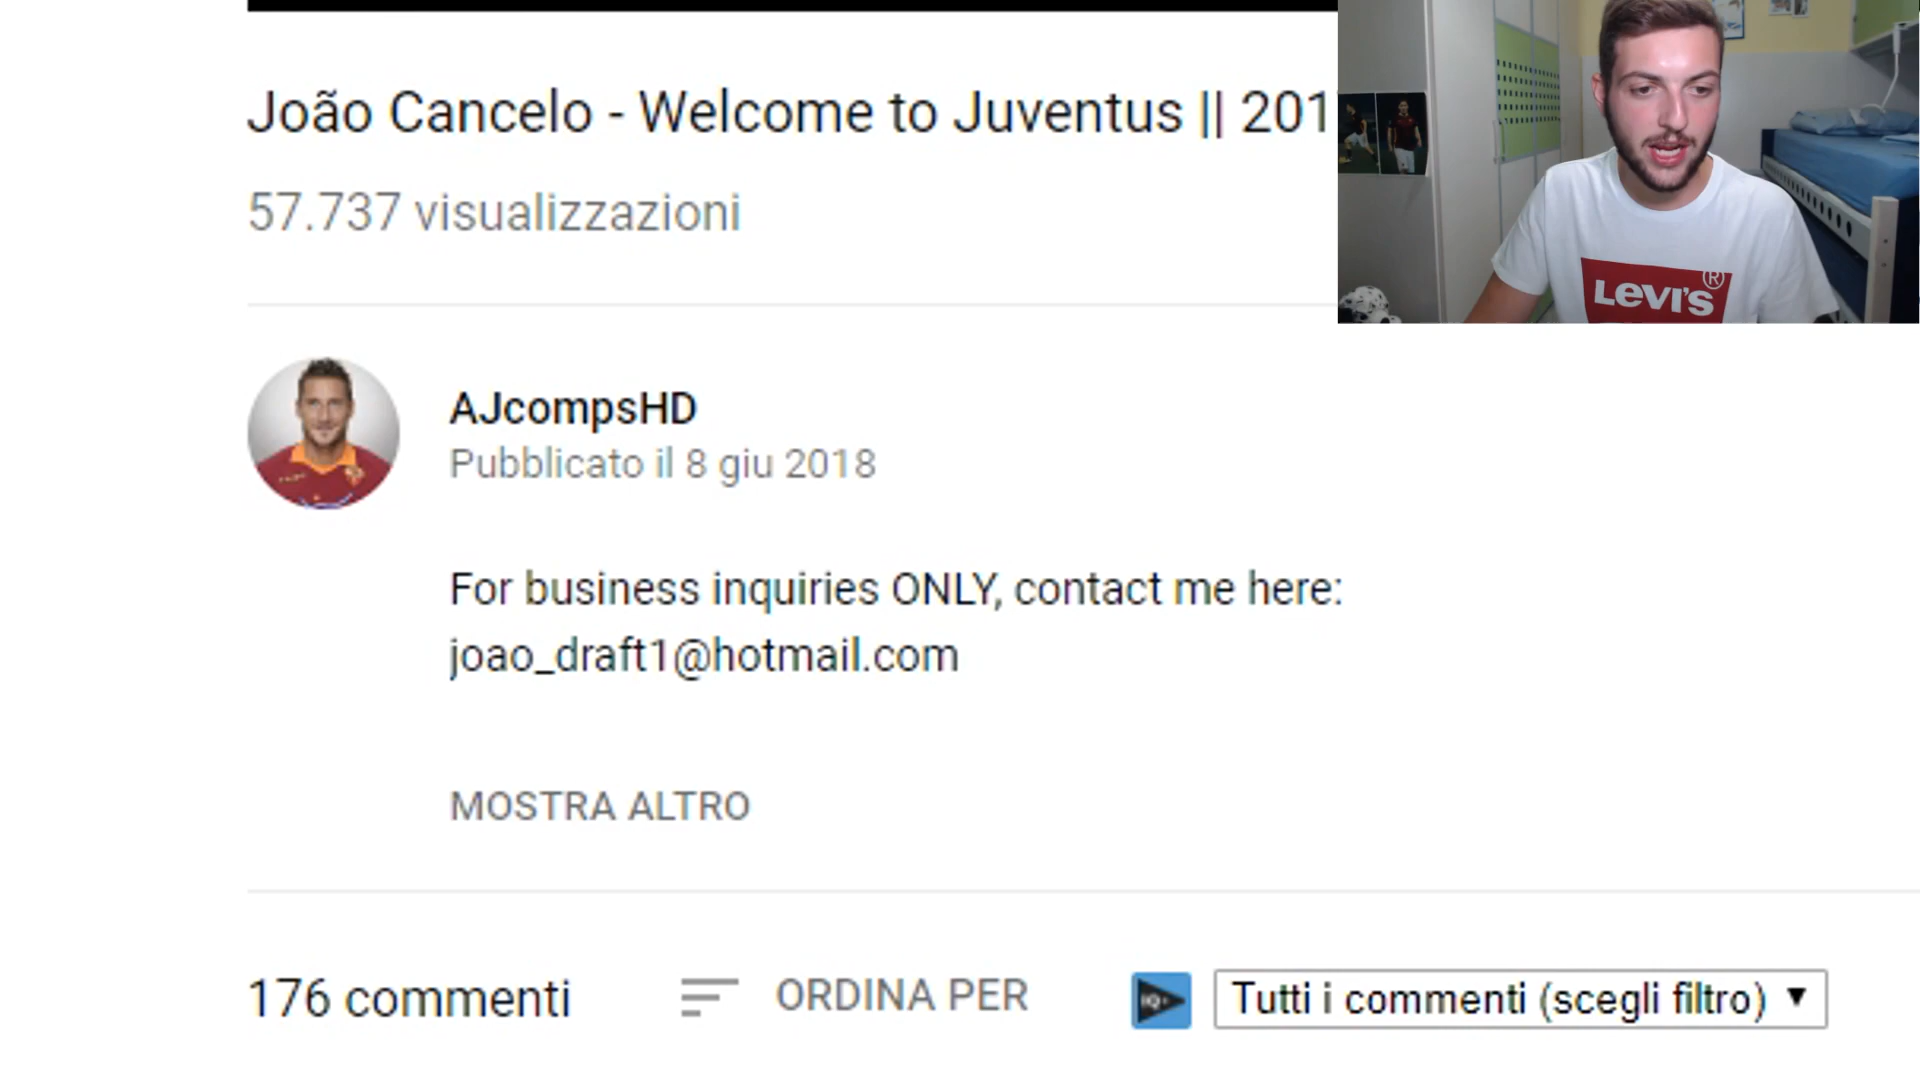 João Cancelo - Welcome to Juventus || 201
57.737 visualizzazioni
LEVI'S ®
AJcompsHD
Pubblicato il 8 giu 2018
For business inquiries ONLY, contact me here:
joao_draft1@hotmail.com
MOSTRA ALTRO
176 commenti
ORDINA PER
IQ
Tutti i commenti (scegli filtro) ▼